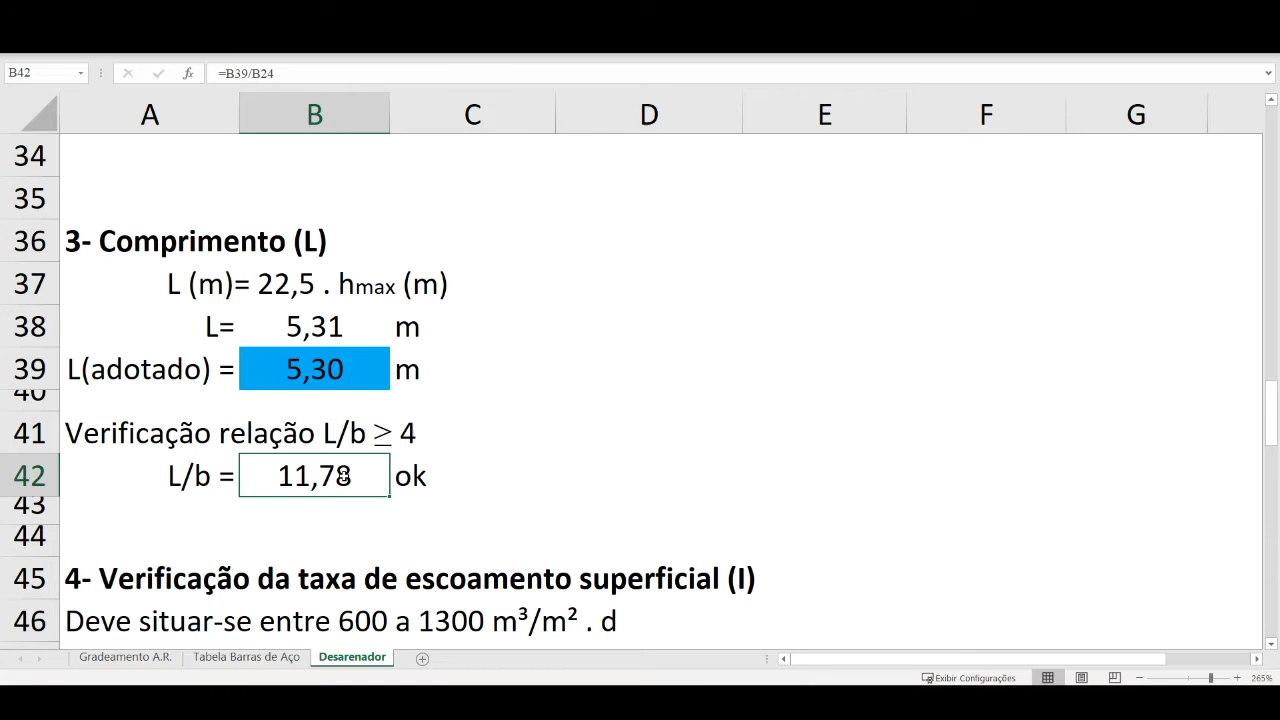 B42 =B39/B24
A B C D E F G
34
35
36 3- Comprimento (L)
37 L (m)= 22,5 . hmax (m)
38 L= 5,31 m
39 L(adotado) = 5,30 m
40
41 Verificação relação L/b ≥ 4
42 L/b = 11,78 ok
43
44
45 4- Verificação da taxa de escoamento superficial (I)
46 Deve situar-se entre 600 a 1300 m³/m² . d
Gradeamento A.R. Tabela Barras de Aço Desarenador
Exibir Configurações 265%